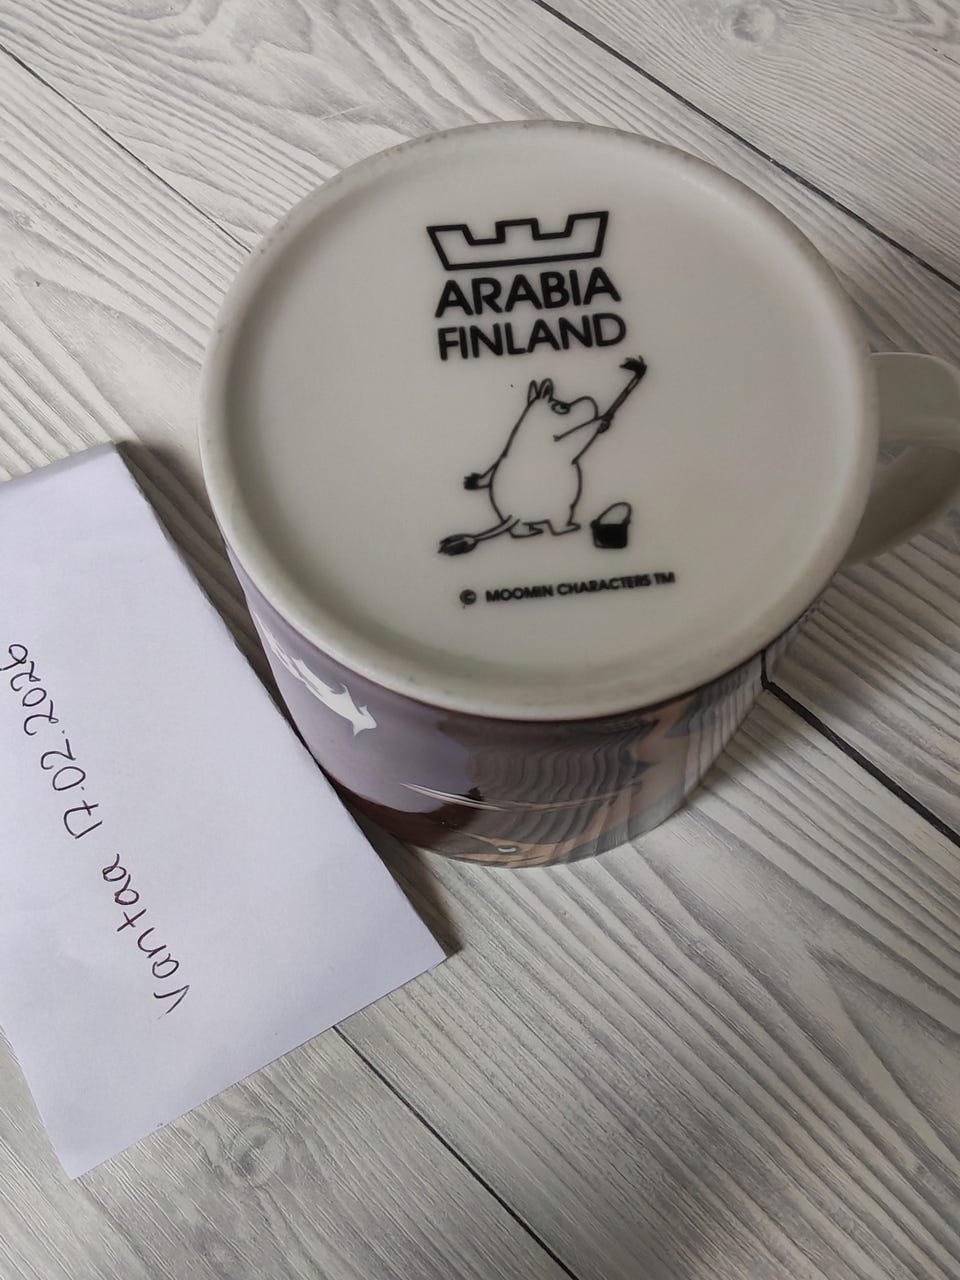 ARABIA
FINLAND
© MOOMIN CHARACTERS TM
Vantaa 17.02.2026